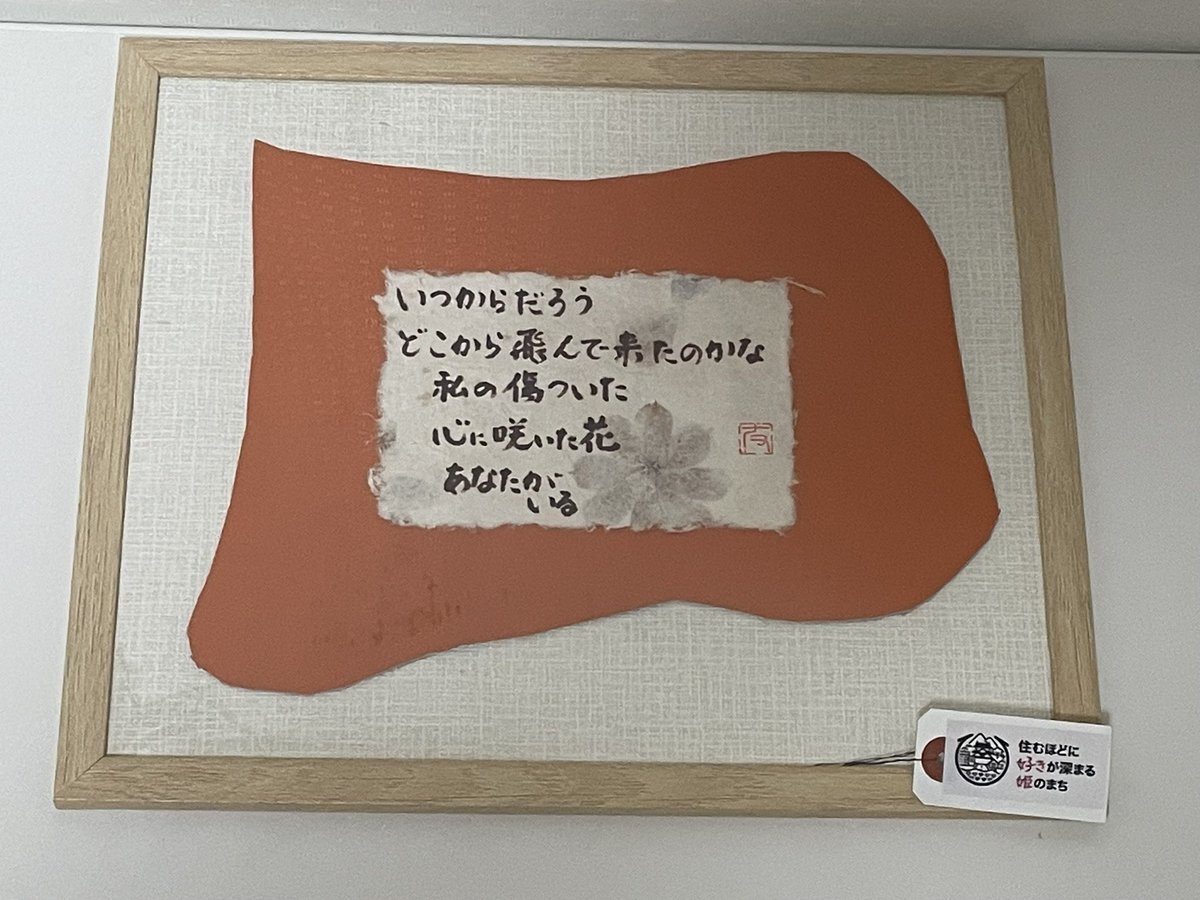 いつからだろう
どこから飛んで来たのかな
私の傷ついた
心に咲いた花
あなたが
いる
住むほどに
好きが深まる
姫のまち